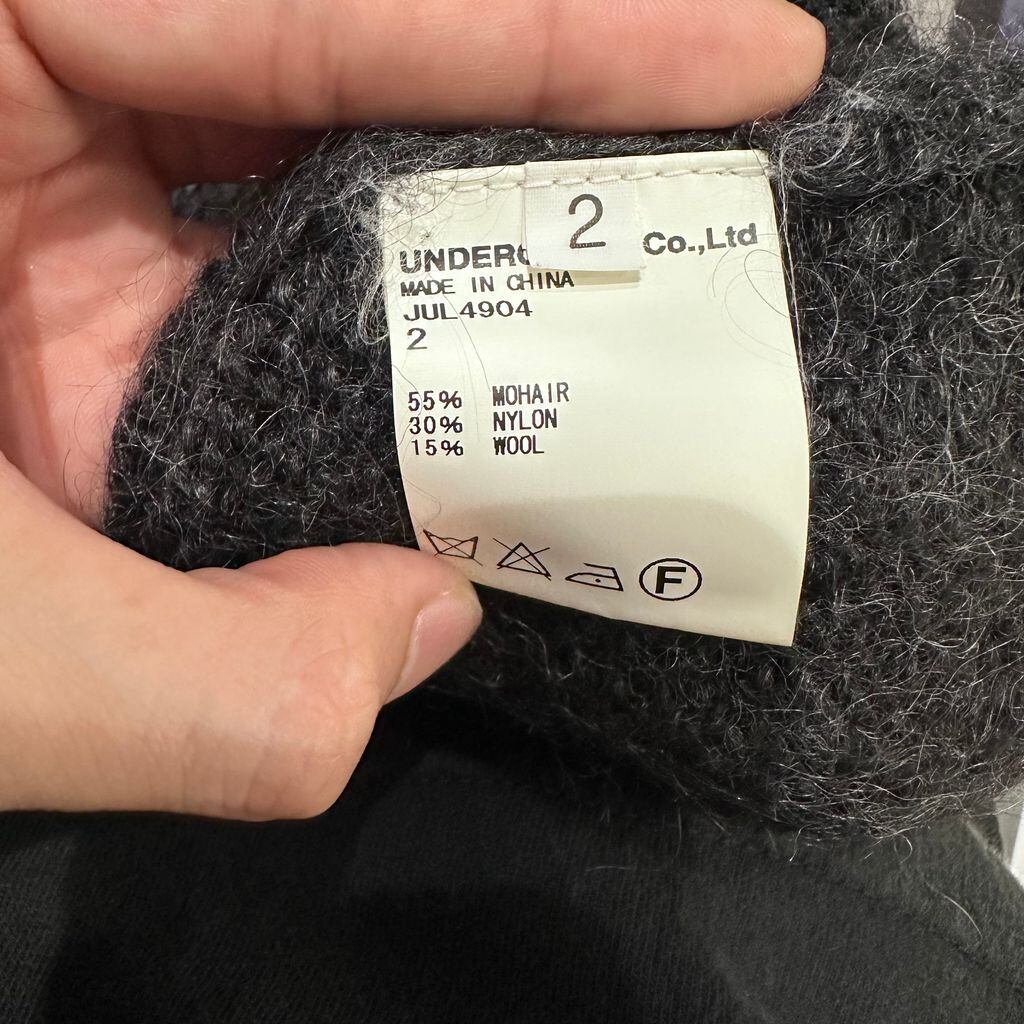 2
UNDERC Co.,Ltd
MADE IN CHINA
JUL4904
2
55% MOHAIR
30% NYLON
15% WOOL
F